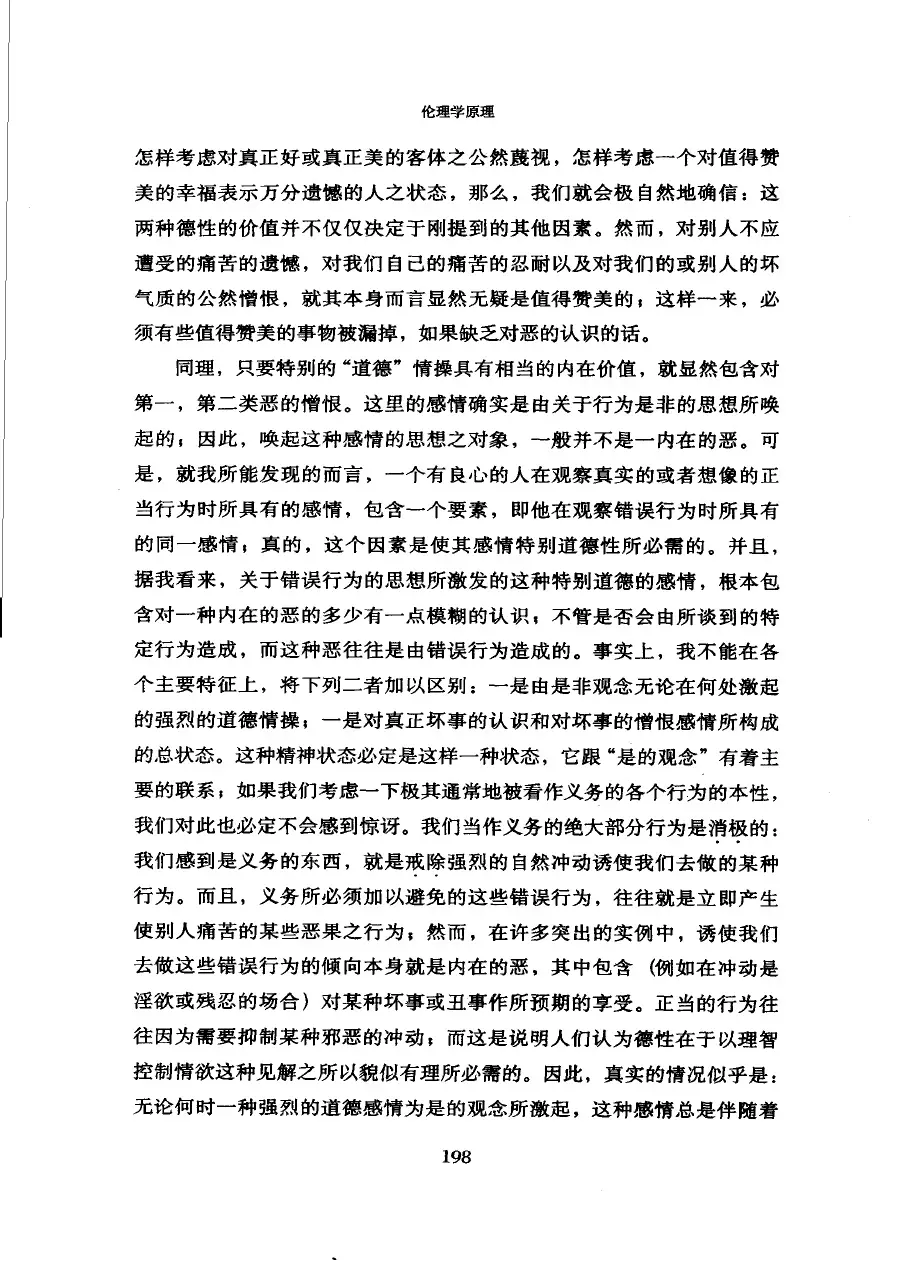 伦理学原理
怎样考虑对真正好或真正美的客体之公然蔑视，怎样考虑一个对值得赞
美的幸福表示万分遗憾的人之状态，那么，我们就会极自然地确信：这
两种德性的价值并不仅仅决定于刚提到的其他因素。然而，对别人不应
遭受的痛苦的遗憾，对我们自己的痛苦的忍耐以及对我们的或别人的坏
气质的公然憎恨，就其本身而言显然无疑是值得赞美的；这样一来，必
须有些值得赞美的事物被漏掉，如果缺乏对恶的认识的话。
同理，只要特别的“道德”情操具有相当的内在价值，就显然包含对
第一，第二类恶的憎恨。这里的感情确实是由关于行为是非的思想所唤
起的；因此，唤起这种感情的思想之对象，一般并不是一内在的恶。可
是，就我所能发现的而言，一个有良心的人在观察真实的或者想像的正
当行为时所具有的感情，包含一个要素，即他在观察错误行为时所具有
的同一感情；真的，这个因素是使其感情特别道德性所必需的。并且，
据我看来，关于错误行为的思想所激发的这种特别道德的感情，根本包
含对一种内在的恶的多少有一点模糊的认识；不管是否会由所谈到的特
定行为造成，而这种恶往往是由错误行为造成的。事实上，我不能在各
个主要特征上，将下列二者加以区别：一是由是非观念无论在何处激起
的强烈的道德情操；一是对真正坏事的认识和对坏事的憎恨感情所构成
的总状态。这种精神状态必定是这样一种状态，它跟“是的观念”有着主
要的联系；如果我们考虑一下极其通常地被看作义务的各个行为的本性，
我们对此也必定不会感到惊讶。我们当作义务的绝大部分行为是消极的：
我们感到是义务的东西，就是戒除强烈的自然冲动诱使我们去做的某种
行为。而且，义务所必须加以避免的这些错误行为，往往就是立即产生
使别人痛苦的某些恶果之行为；然而，在许多突出的实例中，诱使我们
去做这些错误行为的倾向本身就是内在的恶，其中包含（例如在冲动是
淫欲或残忍的场合）对某种坏事或丑事作所预期的享受。正当的行为往
往因为需要抑制某种邪恶的冲动；而这是说明人们认为德性在于以理智
控制情欲这种见解之所以貌似有理所必需的。因此，真实的情况似乎是：
无论何时一种强烈的道德感情为是的观念所激起，这种感情总是伴随着
198